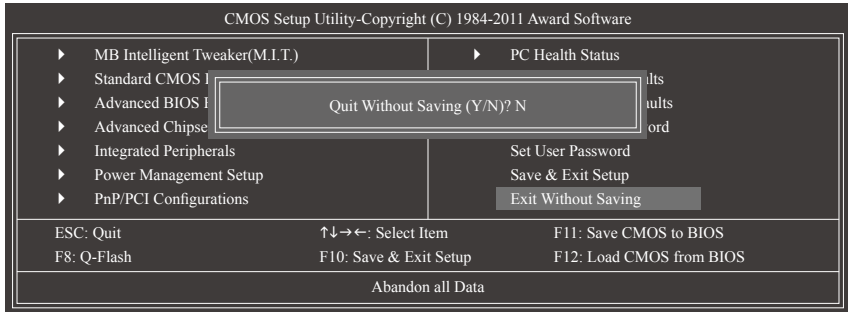 CMOS Setup Utility-Copyright (C) 1984-2011 Award Software
MB Intelligent Tweaker(M.I.T.)
Standard CMOS
Advanced BIOS
Advanced
Integrated Peripherals
Power Management Setup
PnP/PCI Configurations
PC Health Status
Set User Password
Save & Exit Setup
Exit Without Saving
Quit Without Saving (Y/N)? N
ESC: Quit ↑↓→←: Select Item F11: Save CMOS to BIOS
F8: Q-Flash F10: Save & Exit Setup F12: Load CMOS from BIOS
Abandon all Data